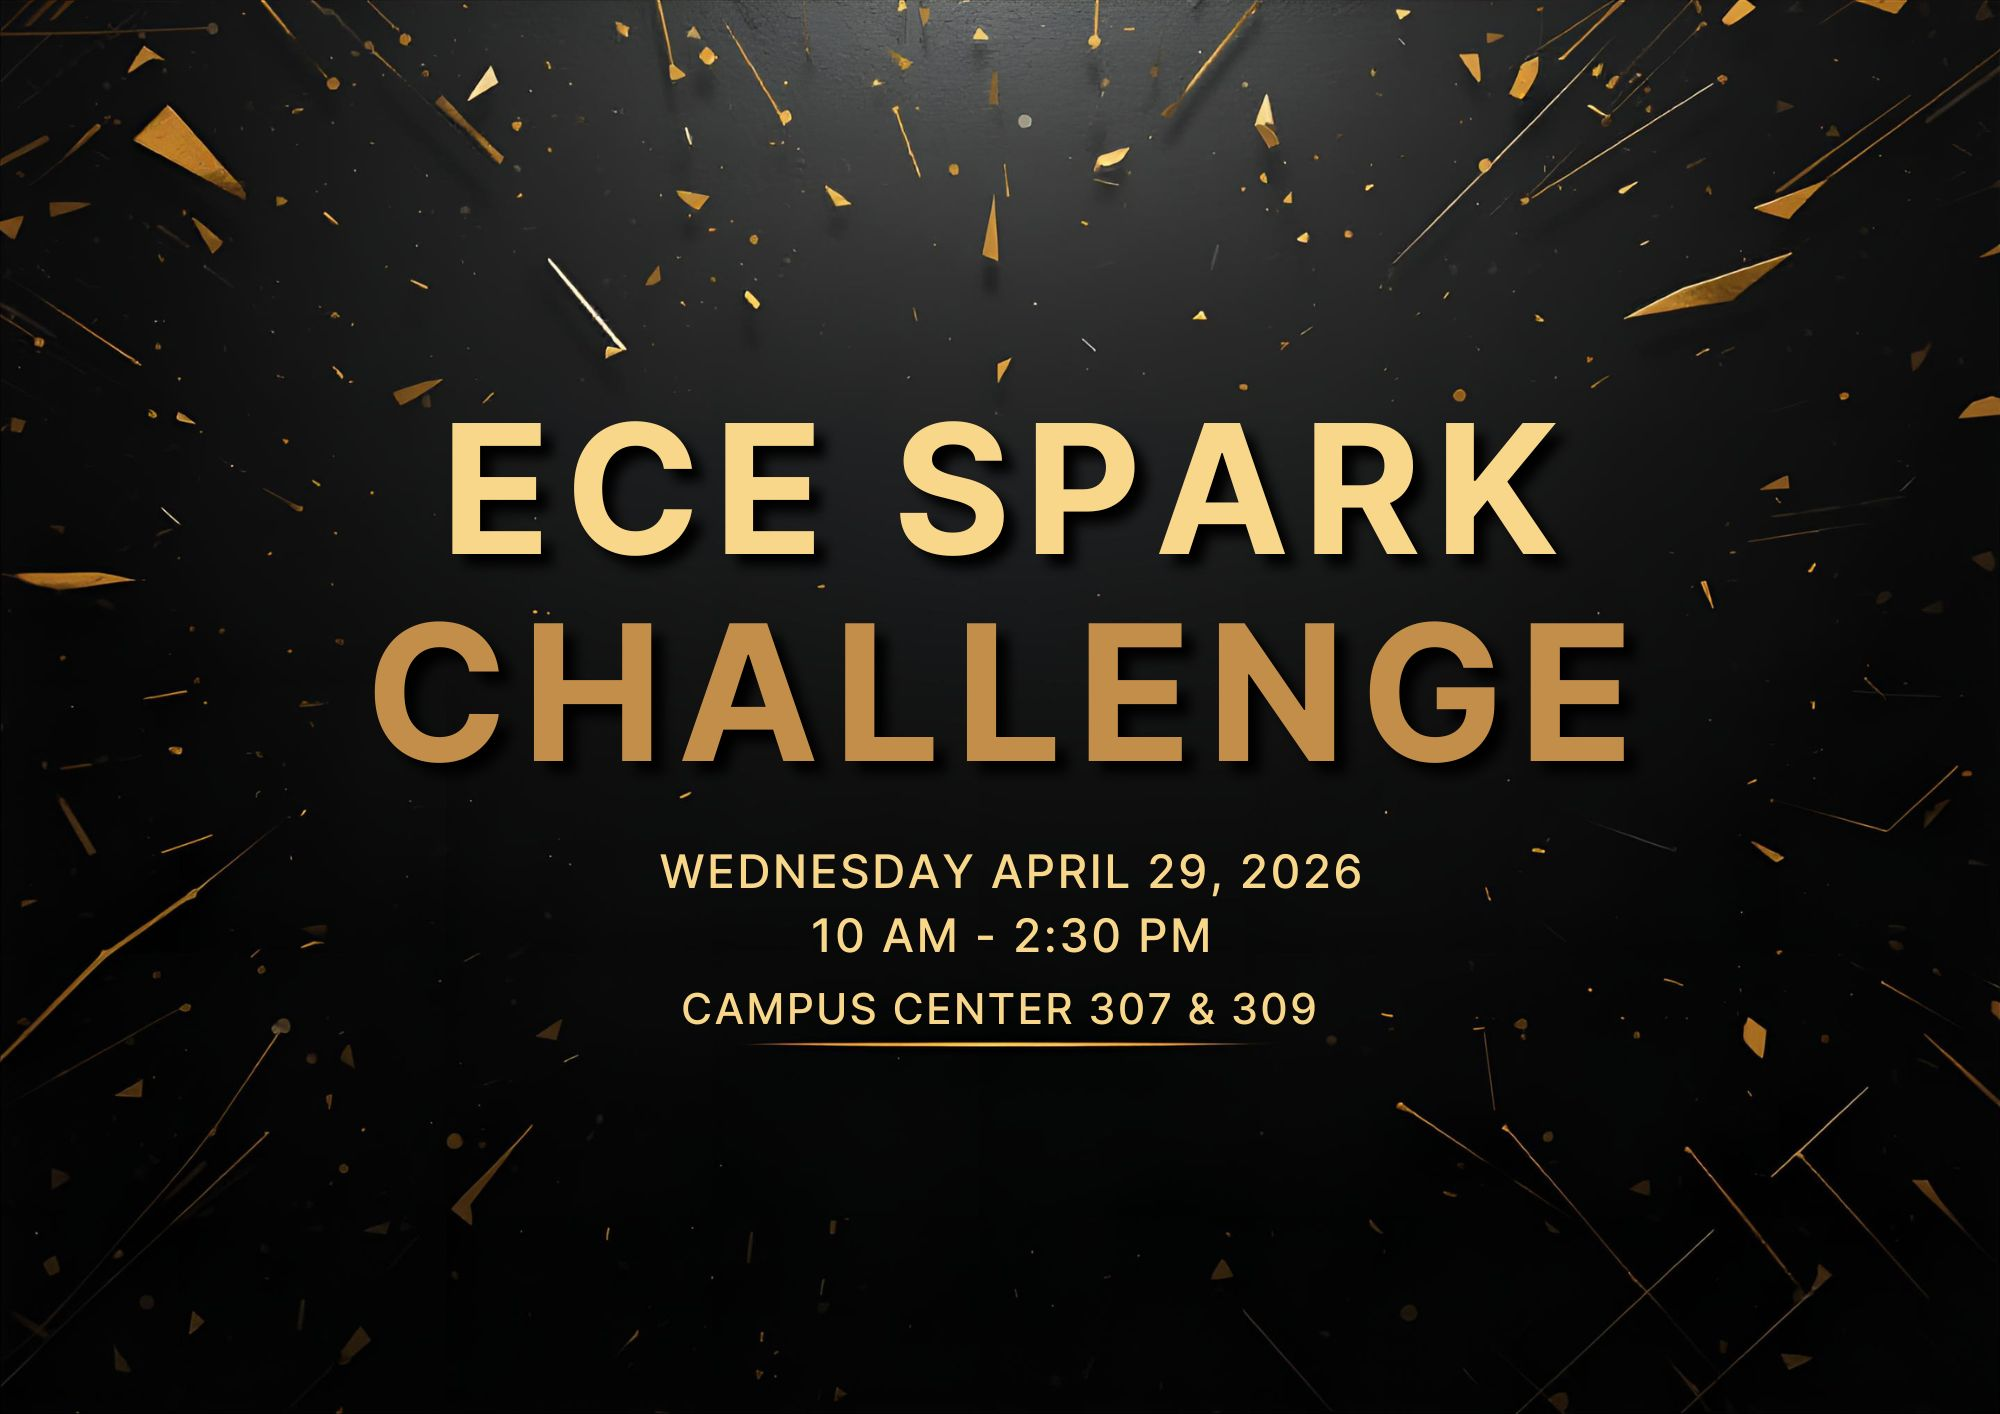 ECE SPARK
CHALLENGE
WEDNESDAY APRIL 29, 2026
10 AM - 2:30 PM
CAMPUS CENTER 307 & 309